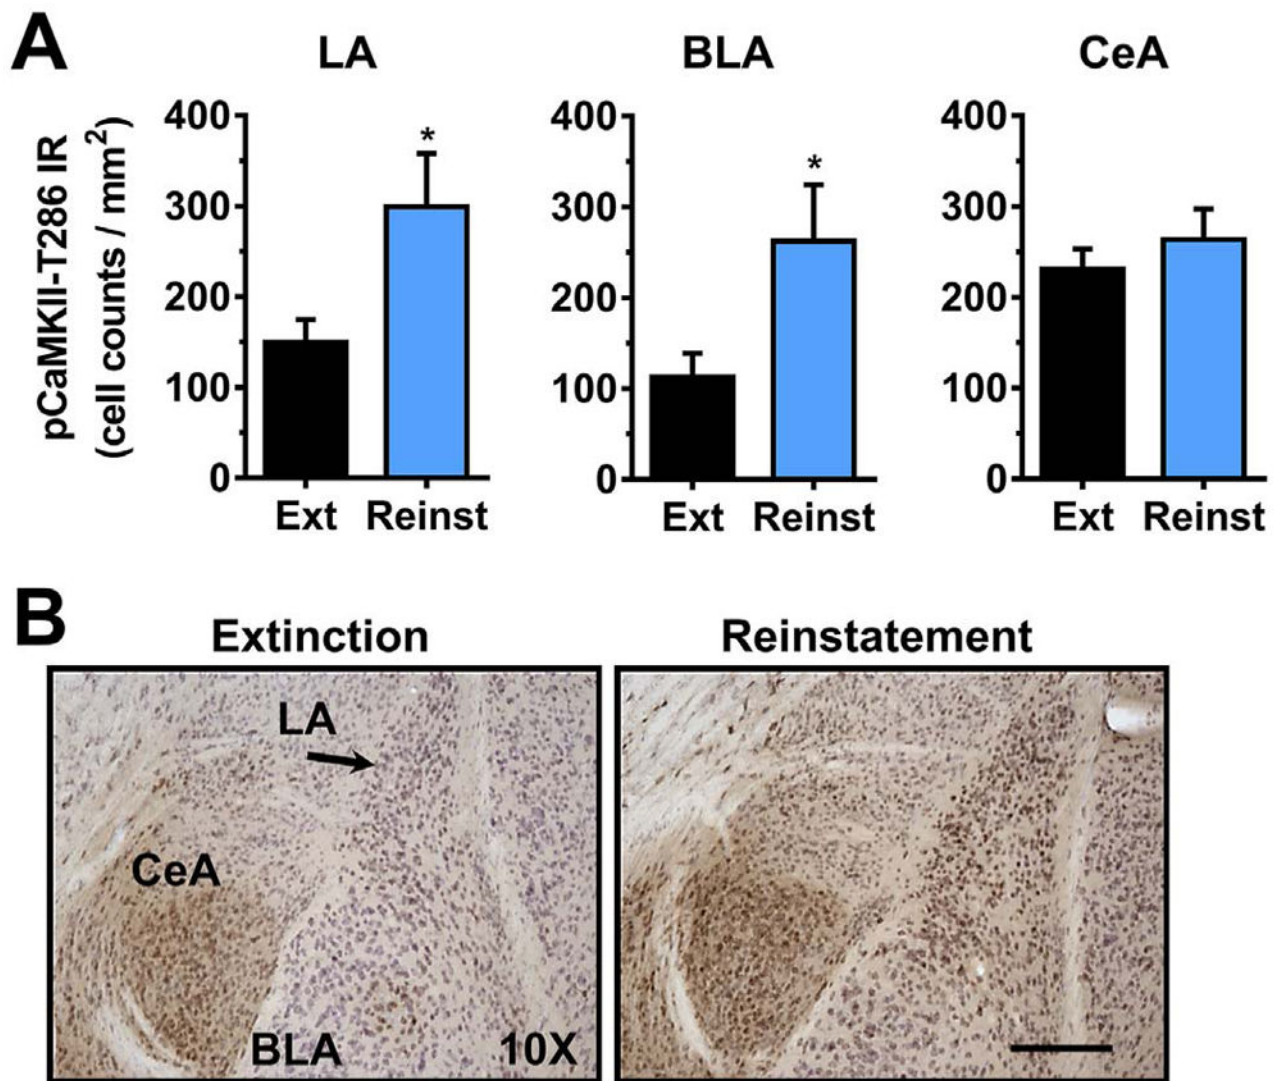 A
LA
BLA
CeA
pCaMKII-T286 IR
(cell counts / mm²)
400
300
200
100
0
Ext Reinst
400
300
200
100
0
Ext Reinst
400
300
200
100
0
Ext Reinst
*
*
B
Extinction
Reinstatement
LA
CeA
BLA
10X